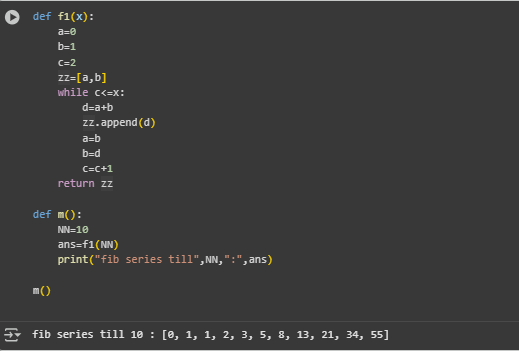 def f1(x):
    a=0
    b=1
    c=2
    zz=[a,b]
    while c<=x:
        d=a+b
        zz.append(d)
        a=b
        b=d
        c=c+1
    return zz
def m():
    NN=10
    ans=f1(NN)
    print("fib series till",NN,":",ans)
m()
fib series till 10 : [0, 1, 1, 2, 3, 5, 8, 13, 21, 34, 55]